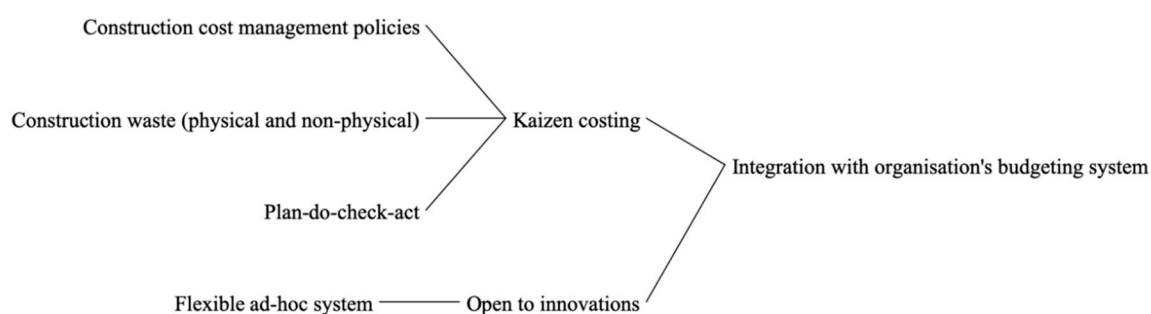 Construction cost management policies
Construction waste (physical and non-physical)
Kaizen costing
Integration with organisation's budgeting system
Plan-do-check-act
Flexible ad-hoc system
Open to innovations